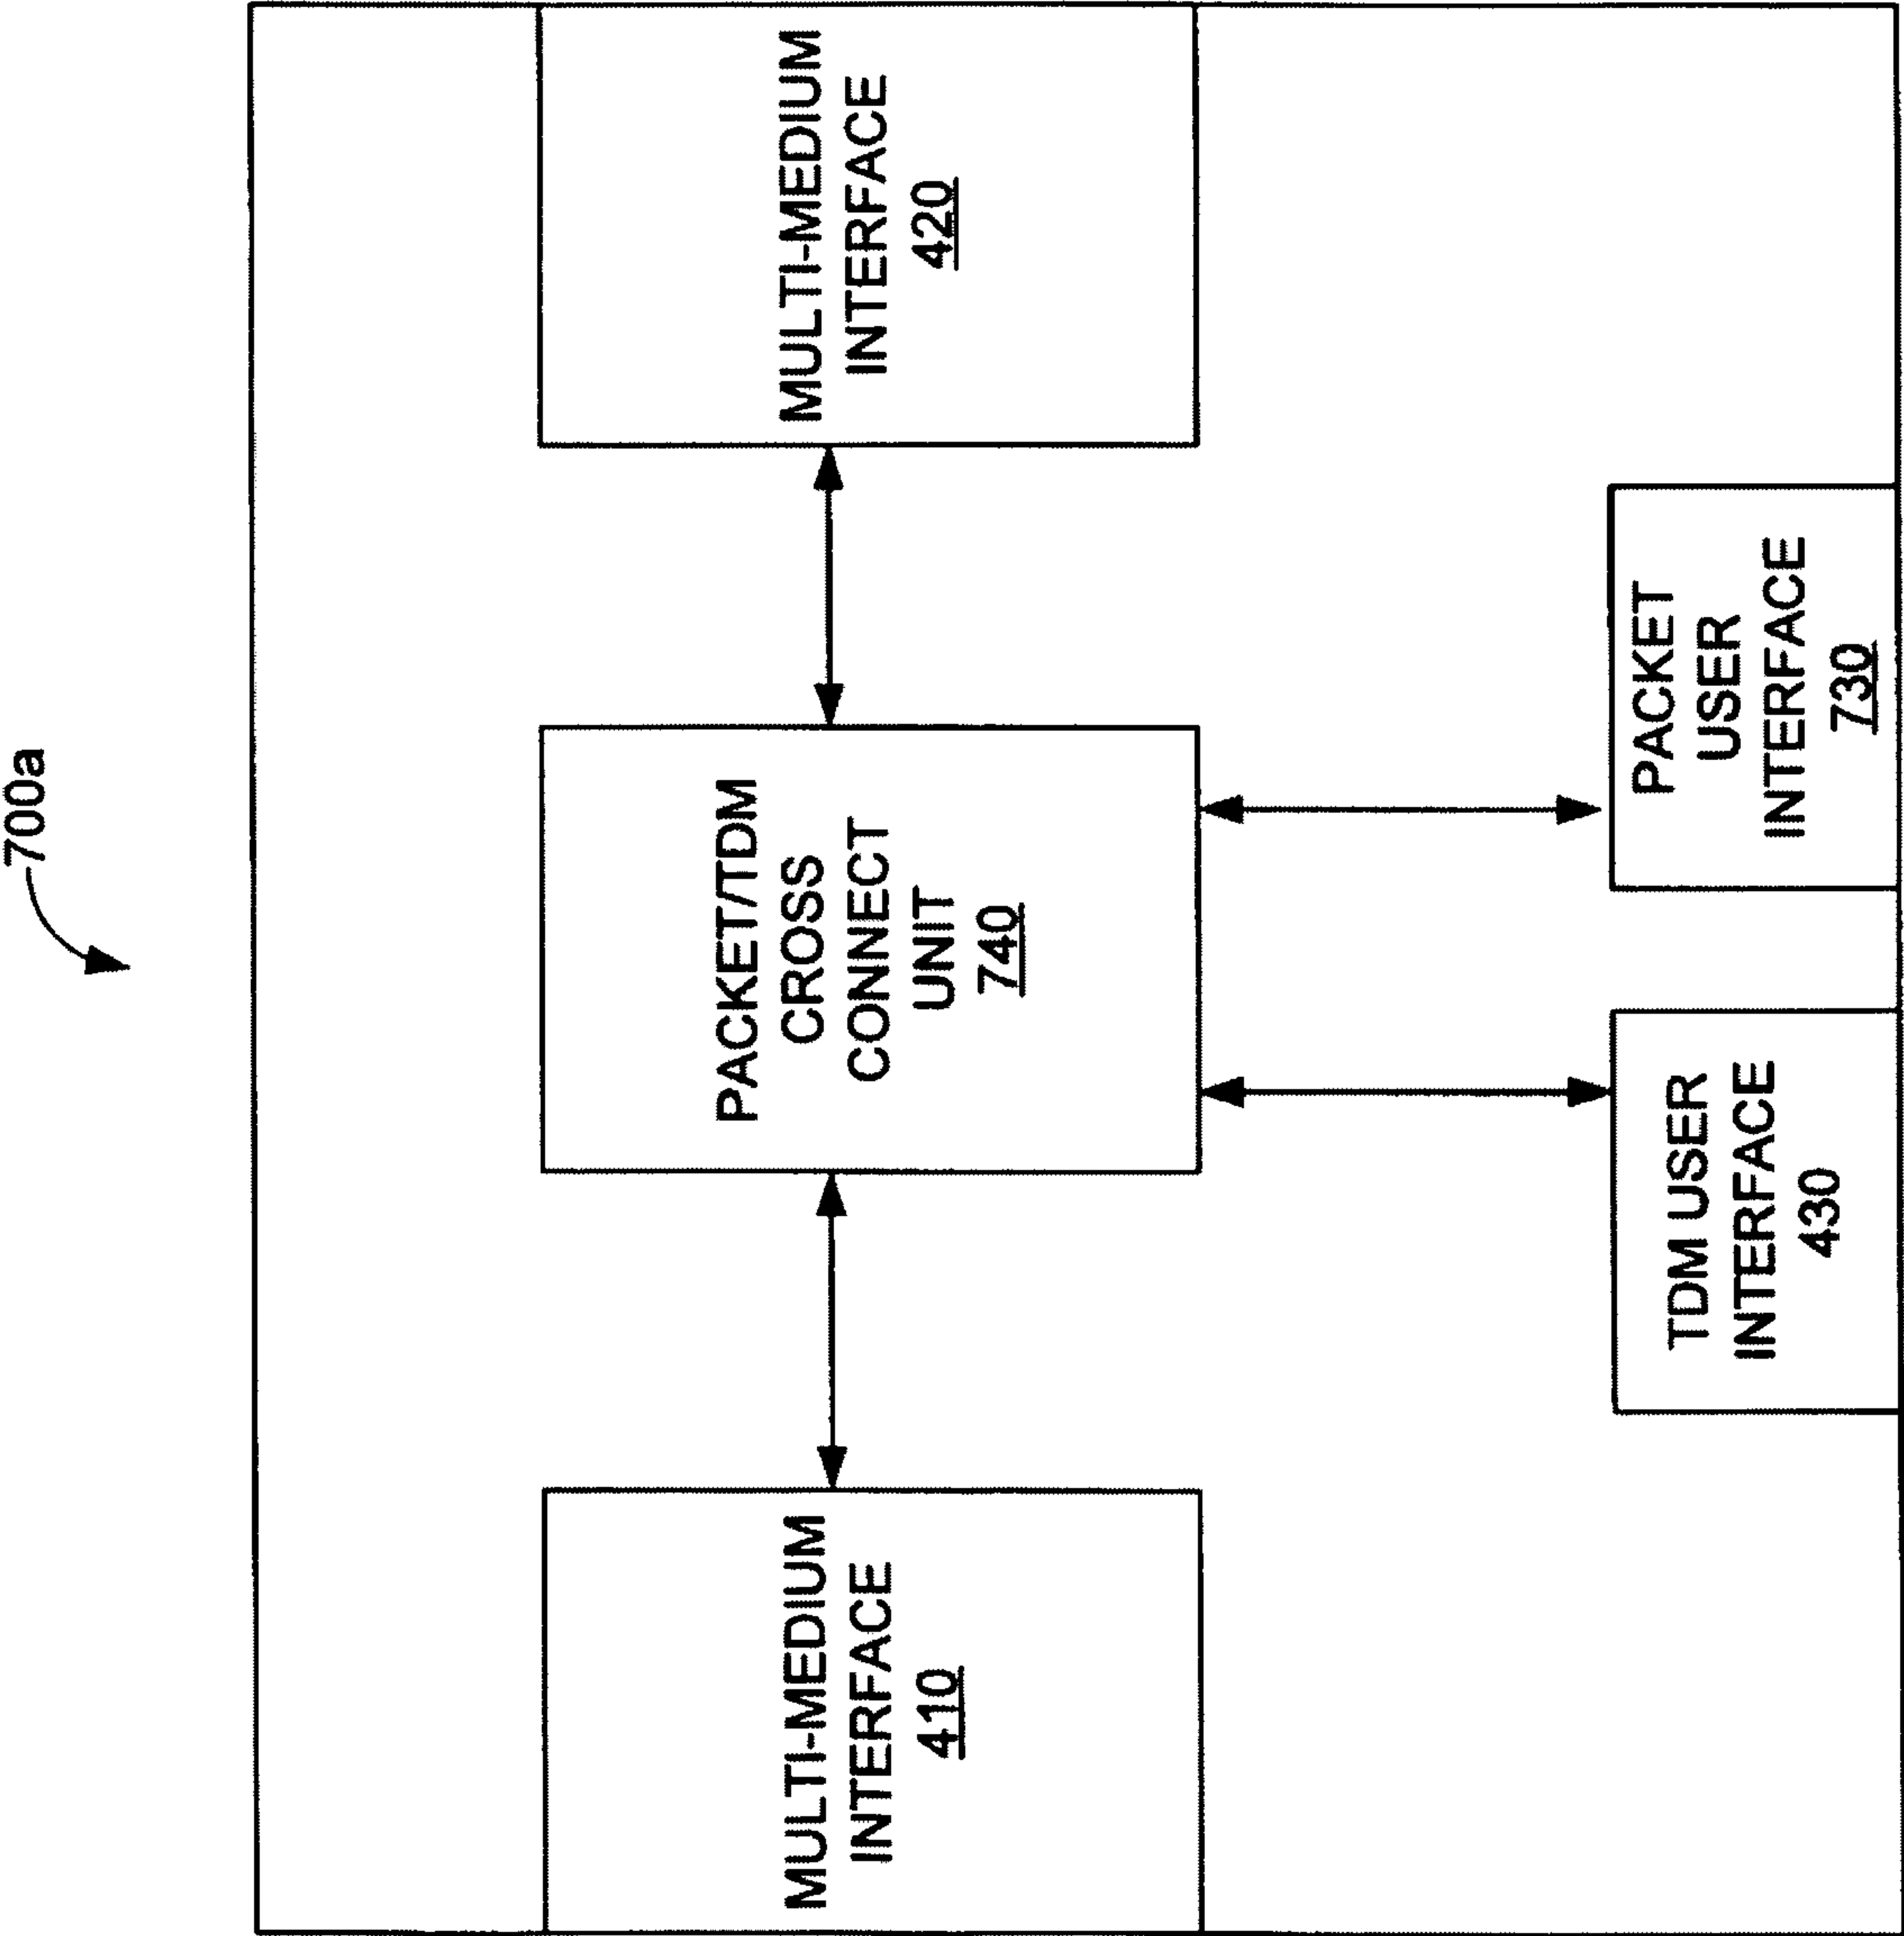 700a
MULTI-MEDIUM
INTERFACE
410
PACKET/TDM
CROSS
CONNECT
UNIT
740
MULTI-MEDIUM
INTERFACE
420
TDM USER
INTERFACE
430
PACKET
USER
INTERFACE
730